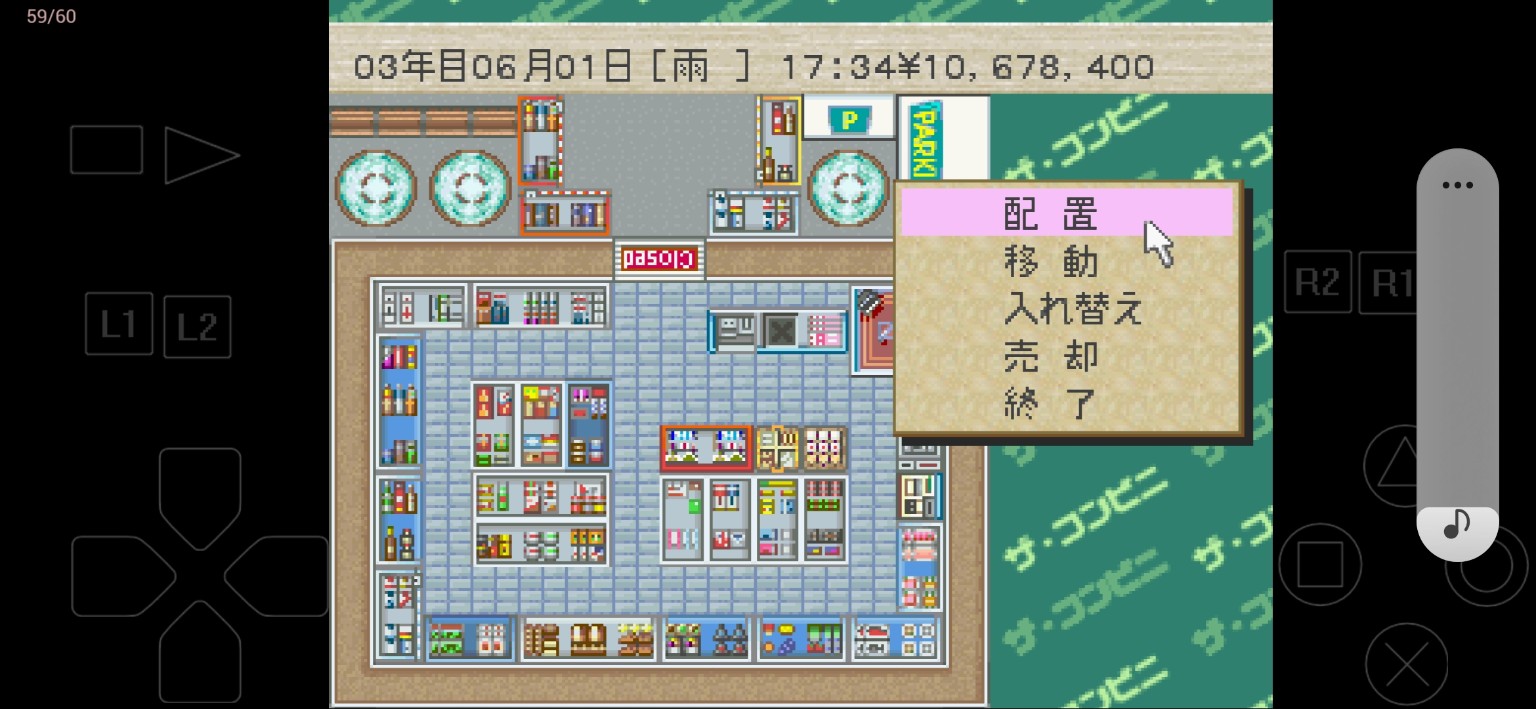 59/60
03年目06月01日[雨 ] 17:34¥10,678,400
P
PARKI
配 置
移 動
入れ替え
売 却
終 了
Closed
L1
L2
R2
R1
ザ・コンビニ
ザ・コンビニ
ザ・コンビニ